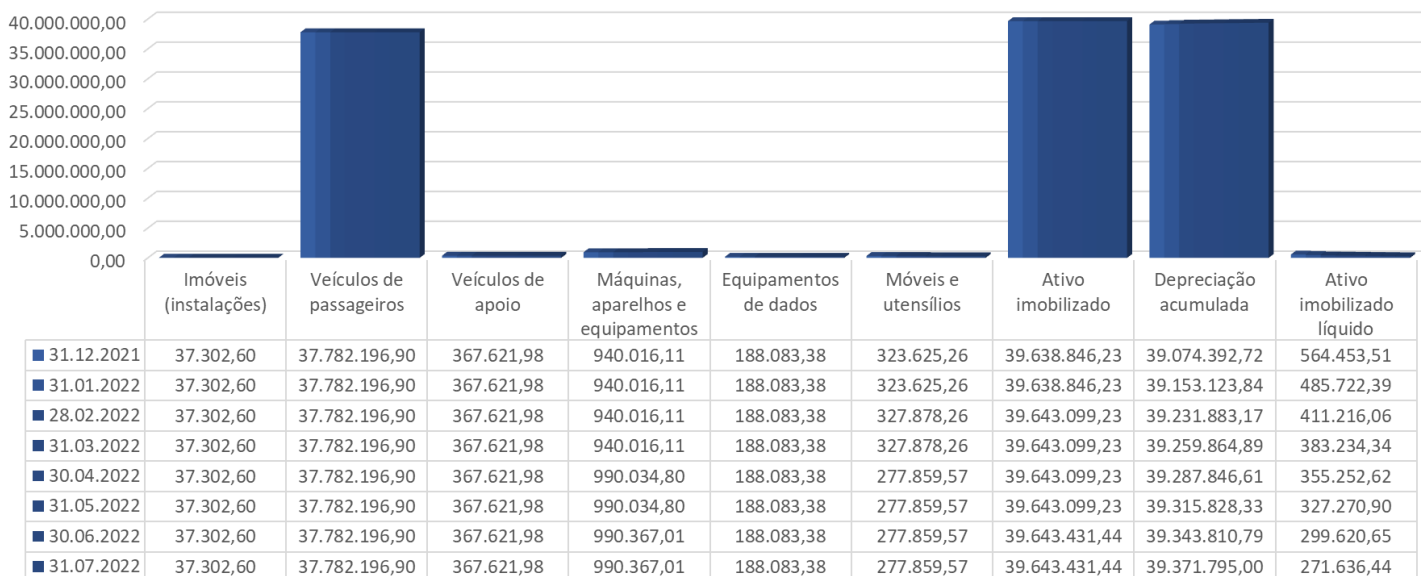 40.000.000,00
35.000.000,00
30.000.000,00
25.000.000,00
20.000.000,00
15.000.000,00
10.000.000,00
5.000.000,00
0,00
Imóveis (instalações) Veículos de passageiros Veículos de apoio Máquinas, aparelhos e equipamentos Equipamentos de dados Móveis e utensílios Ativo imobilizado Depreciação acumulada Ativo imobilizado líquido
31.12.2021 37.302,60 37.782.196,90 367.621,98 940.016,11 188.083,38 323.625,26 39.638.846,23 39.074.392,72 564.453,51
31.01.2022 37.302,60 37.782.196,90 367.621,98 940.016,11 188.083,38 323.625,26 39.638.846,23 39.153.123,84 485.722,39
28.02.2022 37.302,60 37.782.196,90 367.621,98 940.016,11 188.083,38 327.878,26 39.643.099,23 39.231.883,17 411.216,06
31.03.2022 37.302,60 37.782.196,90 367.621,98 940.016,11 188.083,38 327.878,26 39.643.099,23 39.259.864,89 383.234,34
30.04.2022 37.302,60 37.782.196,90 367.621,98 990.034,80 188.083,38 277.859,57 39.643.099,23 39.287.846,61 355.252,62
31.05.2022 37.302,60 37.782.196,90 367.621,98 990.034,80 188.083,38 277.859,57 39.643.099,23 39.315.828,33 327.270,90
30.06.2022 37.302,60 37.782.196,90 367.621,98 990.367,01 188.083,38 277.859,57 39.643.431,44 39.343.810,79 299.620,65
31.07.2022 37.302,60 37.782.196,90 367.621,98 990.367,01 188.083,38 277.859,57 39.643.431,44 39.371.795,00 271.636,44